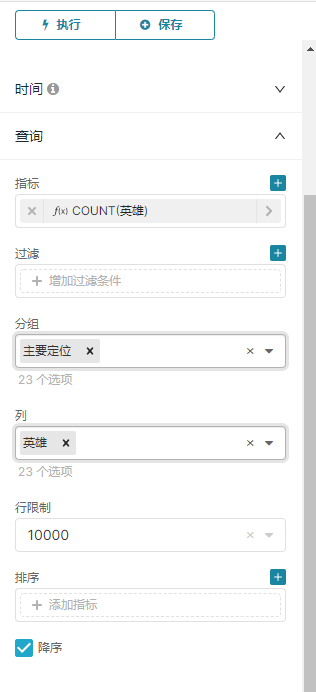 执行
保存
时间
查询
指标
f(x) COUNT(英雄)
过滤
增加过滤条件
分组
主要定位
23 个选项
列
英雄
23 个选项
行限制
10000
排序
添加指标
降序